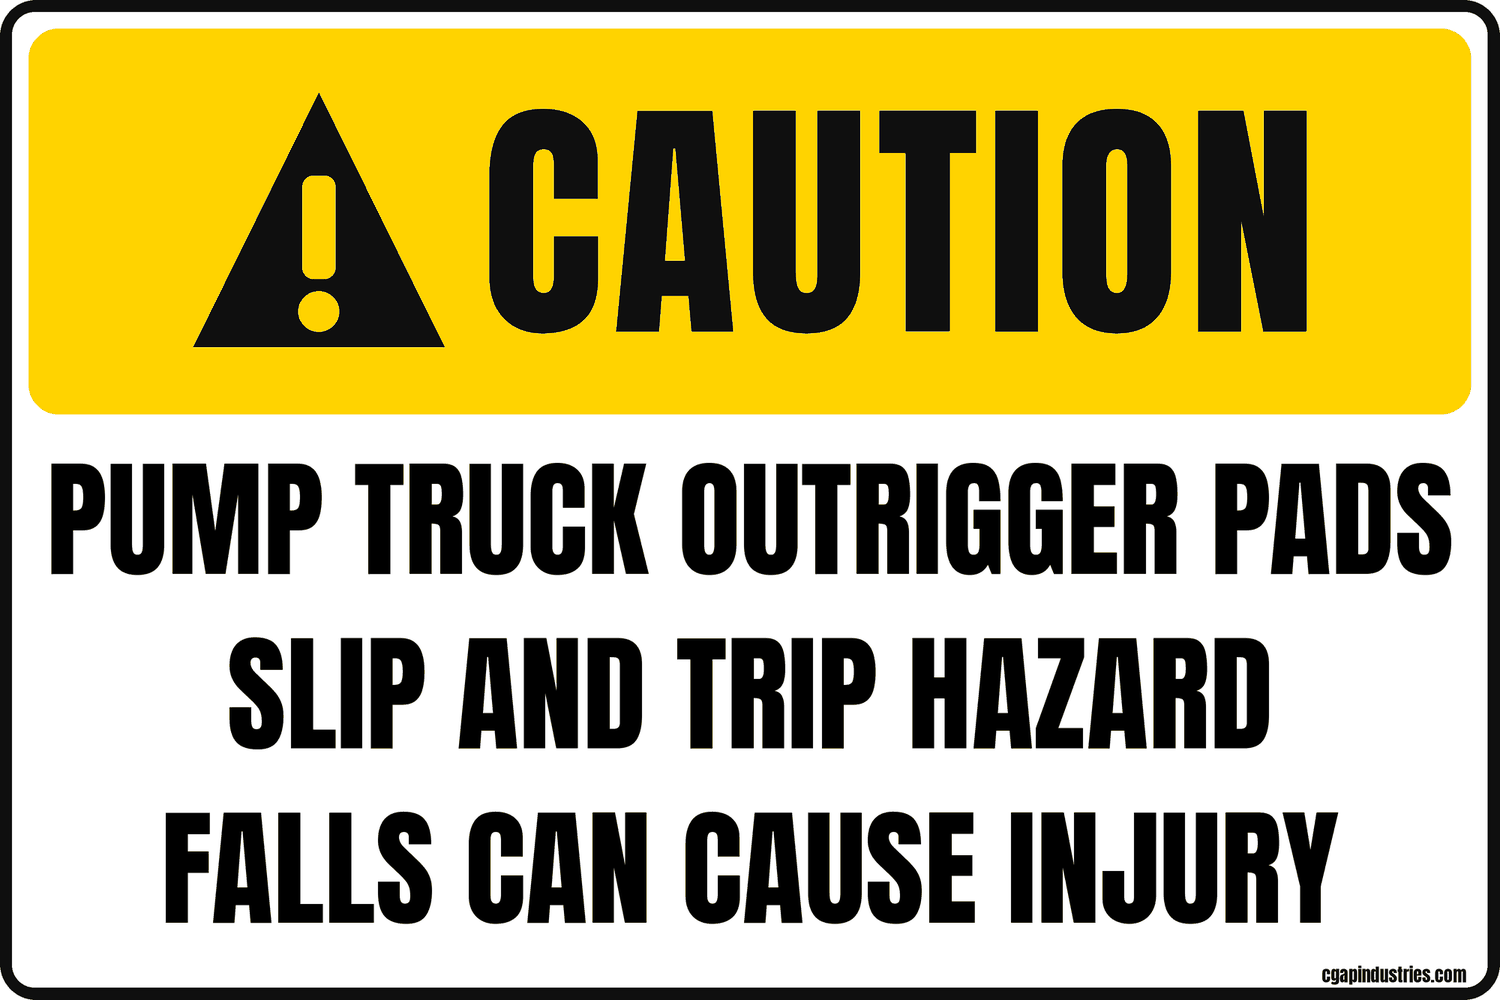 CAUTION
PUMP TRUCK OUTRIGGER PADS
SLIP AND TRIP HAZARD
FALLS CAN CAUSE INJURY
cgapindustries.com